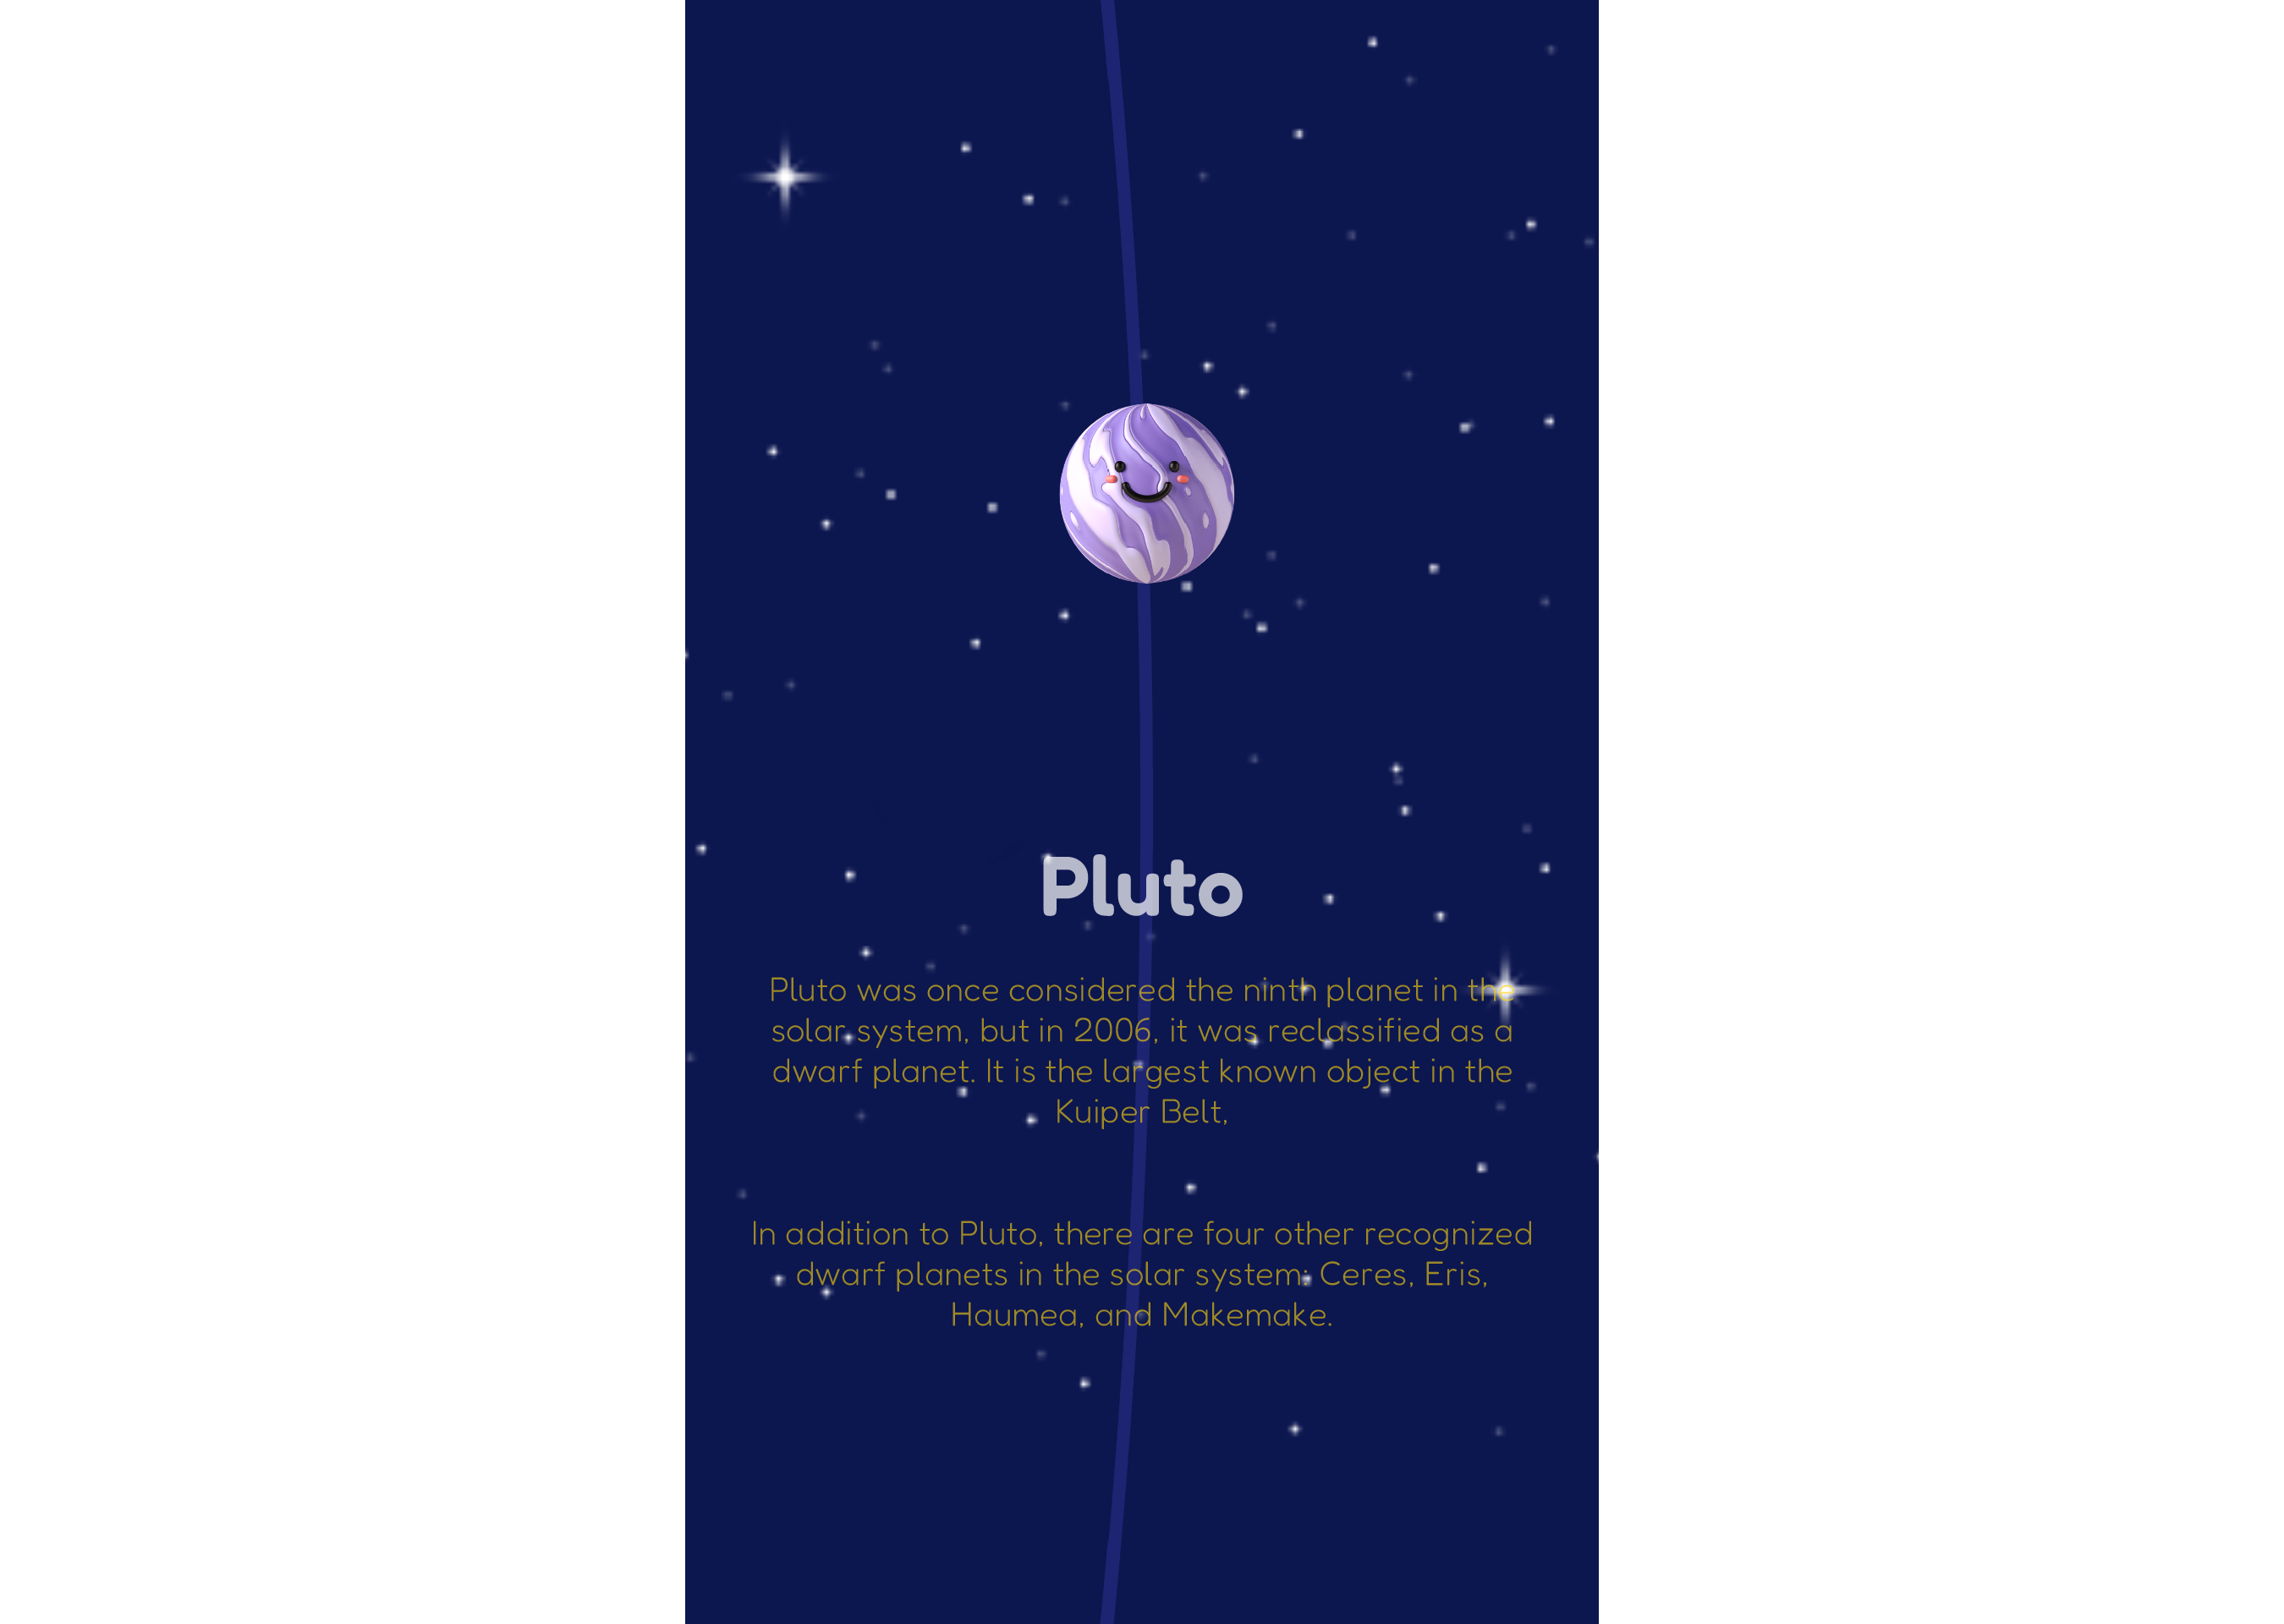 Pluto
Pluto was once considered the ninth planet in the
solar system, but in 2006, it was reclassified as a
dwarf planet. It is the largest known object in the
Kuiper Belt,
In addition to Pluto, there are four other recognized
dwarf planets in the solar system: Ceres, Eris,
Haumea, and Makemake.